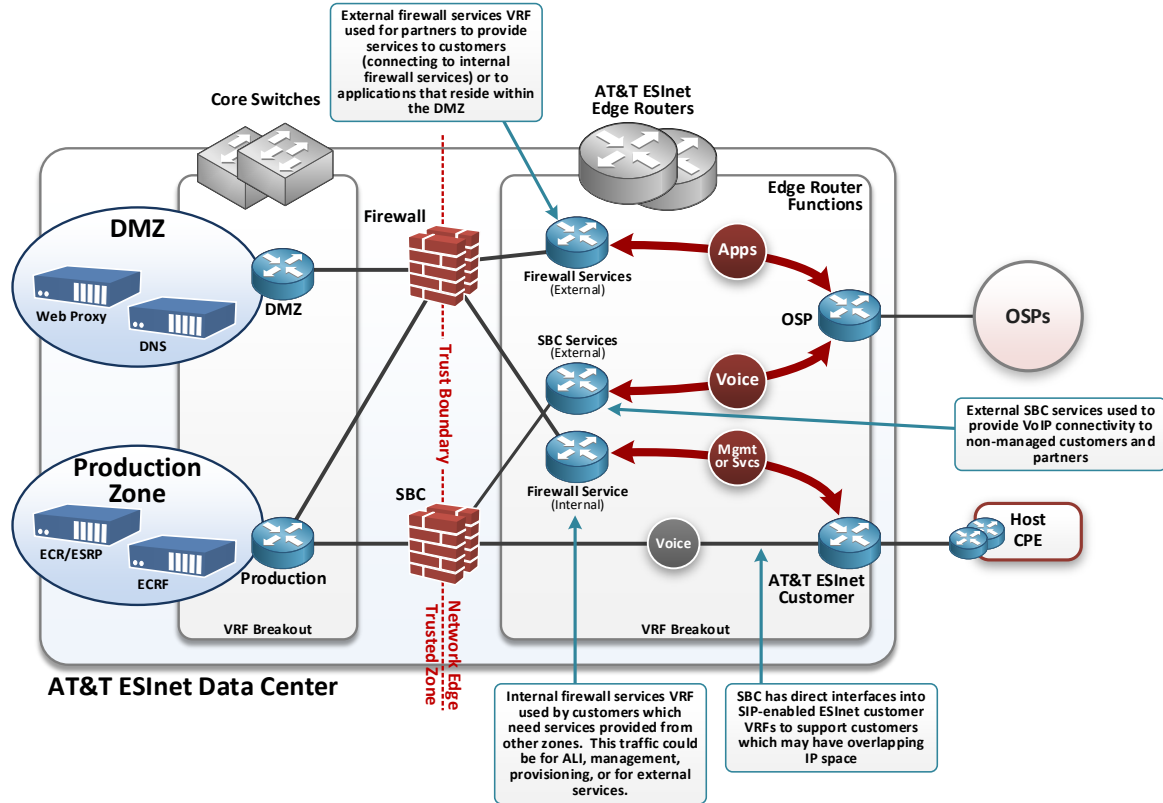 External firewall services VRF
used for partners to provide
services to customers
(connecting to internal
firewall services) or to
applications that reside within
the DMZ
Core Switches
AT&T ESInet
Edge Routers
Edge Router
Functions
DMZ
Web Proxy
DNS
DMZ
Firewall
Firewall Services
(External)
Apps
OSP
OSPs
Trust Boundary
SBC Services
(External)
Voice
External SBC services used to
provide VoIP connectivity to
non-managed customers and
partners
Production
Zone
ECR/ESRP
ECRF
Production
SBC
Firewall Service
(Internal)
Mgmt
or Svcs
Voice
AT&T ESInet
Customer
Host
CPE
VRF Breakout
Network Edge
Trusted Zone
VRF Breakout
AT&T ESInet Data Center
Internal firewall services VRF
used by customers which
need services provided from
other zones.  This traffic could
be for ALI, management,
provisioning, or for external
services.
SBC has direct interfaces into
SIP-enabled ESInet customer
VRFs to support customers
which may have overlapping
IP space